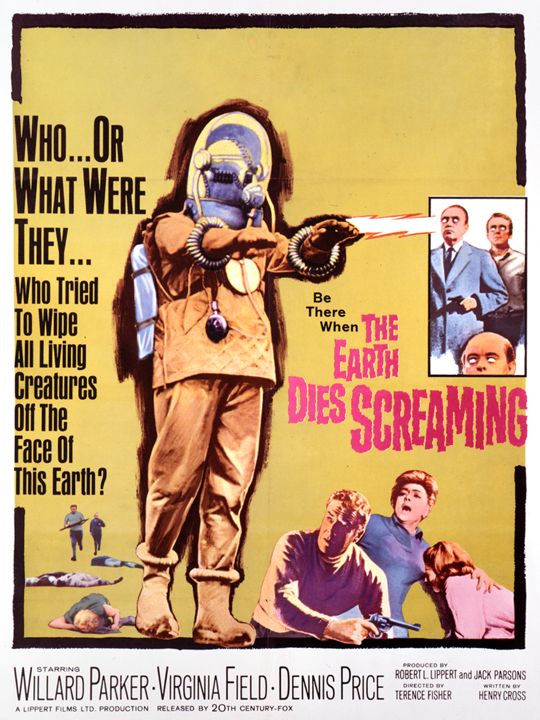 WHO...OR
WHAT WERE
THEY...
WHO TRIED
TO WIPE
ALL LIVING
CREATURES
OFF THE
FACE OF
THIS EARTH?
Be
There
When
THE
EARTH
DIES SCREAMING
STARRING
WILLARD PARKER · VIRGINIA FIELD · DENNIS PRICE
A LIPPERT FILMS LTD. PRODUCTION RELEASED BY 20TH CENTURY-FOX
PRODUCED BY
ROBERT L. LIPPERT AND JACK PARSONS
DIRECTED BY
TERENCE FISHER
WRITTEN BY
HENRY CROSS